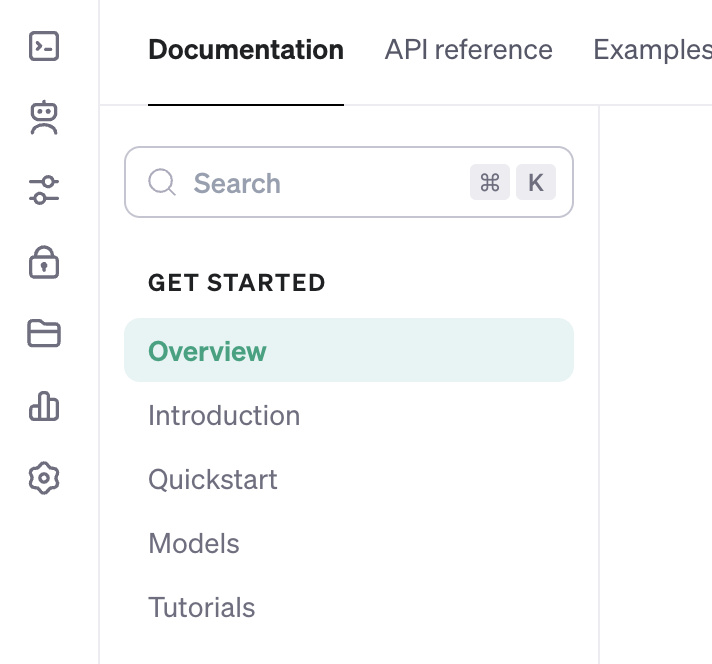 Documentation API reference Examples
Search ⌘ K
GET STARTED
Overview
Introduction
Quickstart
Models
Tutorials